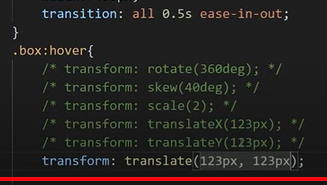 transition: all 0.5s ease-in-out;
}
.box:hover{
/* transform: rotate(360deg); */
/* transform: skew(40deg); */
/* transform: scale(2); */
/* transform: translateX(123px); */
/* transform: translateY(123px); */
transform: translate(123px, 123px);